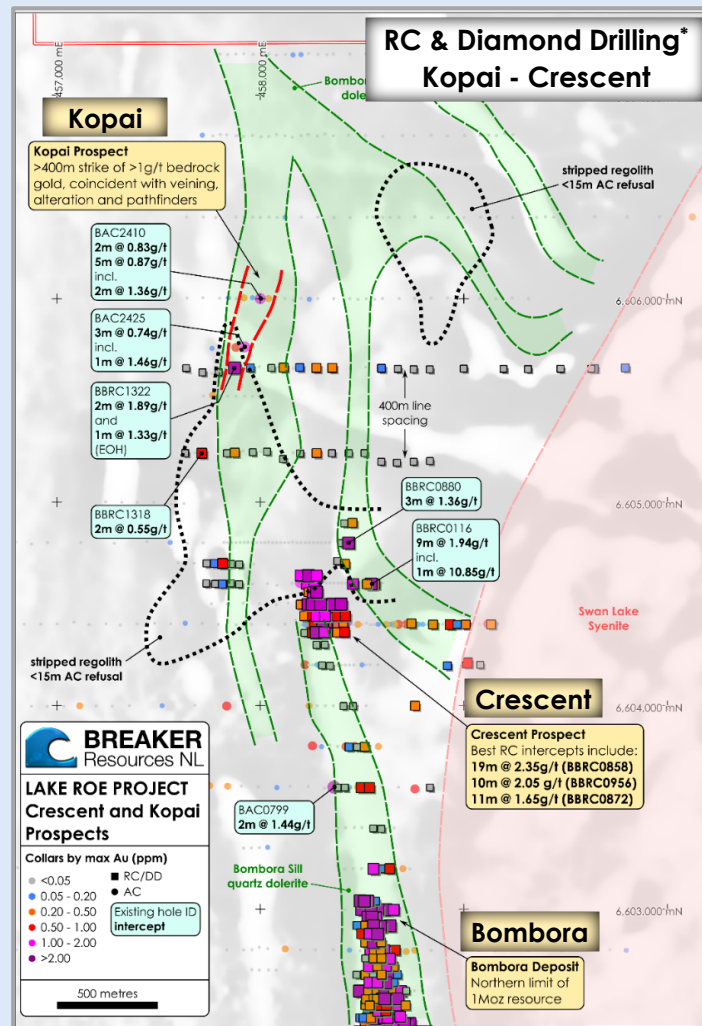 RC & Diamond Drilling*
Kopai - Crescent
457,000 mE
458,000 mE
Kopai
Kopai Prospect
>400m strike of >1g/t bedrock
gold, coincident with veining,
alteration and pathfinders
stripped regolith
<15m AC refusal
BAC2410
2m @ 0.83g/t
5m @ 0.87g/t
incl.
2m @ 1.36g/t
6,606,000 mN
BAC2425
3m @ 0.74g/t
incl.
1m @ 1.46g/t
BBRC1322
2m @ 1.89g/t
and
1m @ 1.33g/t
(EOH)
400m line
spacing
BBRC1318
2m @ 0.55g/t
BBRC0880
3m @ 1.36g/t
6,605,000 mN
BBRC0116
9m @ 1.94g/t
incl.
1m @ 10.85g/t
Swan Lake
Syenite
stripped regolith
<15m AC refusal
Crescent
6,604,000 mN
Crescent Prospect
Best RC intercepts include:
19m @ 2.35g/t (BBRC0858)
10m @ 2.05 g/t (BBRC0956)
11m @ 1.65g/t (BBRC0872)
BREAKER
Resources NL
LAKE ROE PROJECT
Crescent and Kopai
Prospects
Collars by max Au (ppm)
<0.05
0.05 - 0.20
0.20 - 0.50
0.50 - 1.00
1.00 - 2.00
>2.00
RC/DD
AC
Existing hole ID
intercept
500 metres
BAC0799
2m @ 1.44g/t
Bombora Sill
quartz dolerite
6,603,000 mN
Bombora
Bombora Deposit
Northern limit of
1Moz resource